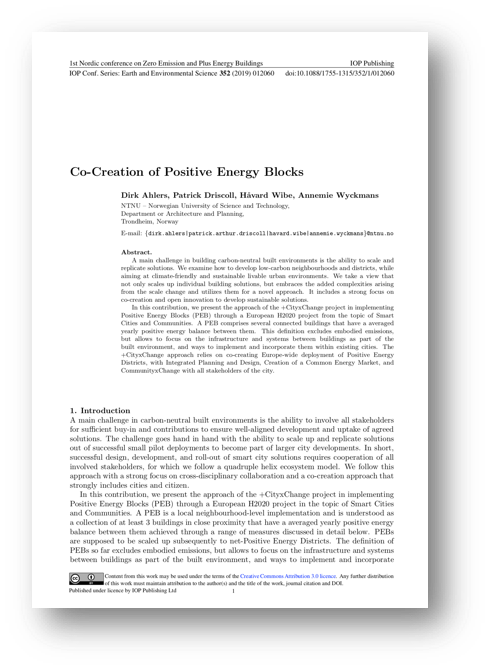 1st Nordic conference on Zero Emission and Plus Energy Buildings IOP Publishing
IOP Conf. Series: Earth and Environmental Science 352 (2019) 012060 doi:10.1088/1755-1315/352/1/012060
Co-Creation of Positive Energy Blocks
Dirk Ahlers, Patrick Driscoll, Håvard Wibe, Annemie Wyckmans
NTNU – Norwegian University of Science and Technology,
Department or Architecture and Planning,
Trondheim, Norway
E-mail: {dirk.ahlers|patrick.arthur.driscoll|havard.wibe|annemie.wyckmans}@ntnu.no
Abstract.
A main challenge in building carbon-neutral built environments is the ability to scale and
replicate solutions. We examine how to develop low-carbon neighbourhoods and districts, while
aiming at climate-friendly and sustainable livable urban environments. We take a view that
not only scales up individual building solutions, but embraces the added complexities arising
from the scale change and utilizes them for a novel approach. It includes a strong focus on
co-creation and open innovation to develop sustainable solutions.
In this contribution, we present the approach of the +CityxChange project in implementing
Positive Energy Blocks (PEB) through a European H2020 project from the topic of Smart
Cities and Communities. A PEB comprises several connected buildings that have a averaged
yearly positive energy balance between them. This definition excludes embodied emissions,
but allows to focus on the infrastructure and systems between buildings as part of the
built environment, and ways to implement and incorporate them within existing cities. The
+CityxChange approach relies on co-creating Europe-wide deployment of Positive Energy
Districts, with Integrated Planning and Design, Creation of a Common Energy Market, and
CommunityxChange with all stakeholders of the city.
1. Introduction
A main challenge in carbon-neutral built environments is the ability to involve all stakeholders
for sufficient buy-in and contributions to ensure well-aligned development and uptake of agreed
solutions. The challenge goes hand in hand with the ability to scale up and replicate solutions
out of successful small pilot deployments to become part of larger city developments. In short,
successful design, development, and roll-out of smart city solutions requires cooperation of all
involved stakeholders, for which we follow a quadruple helix ecosystem model. We follow this
approach with a strong focus on cross-disciplinary collaboration and a co-creation approach that
strongly includes cities and citizen.
In this contribution, we present the approach of the +CityxChange project in implementing
Positive Energy Blocks (PEB) through a European H2020 project in the topic of Smart Cities
and Communities. A PEB is a local neighbourhood-level implementation and is understood as
a collection of at least 3 buildings in close proximity that have a averaged yearly positive energy
balance between them achieved through a range of measures discussed in detail below. PEBs
are supposed to be scaled up subsequently to net-Positive Energy Districts. The definition of
PEBs so far excludes embodied emissions, but allows to focus on the infrastructure and systems
between buildings as part of the built environment, and ways to implement and incorporate
Content from this work may be used under the terms of the Creative Commons Attribution 3.0 licence. Any further distribution
of this work must maintain attribution to the author(s) and the title of the work, journal citation and DOI.
Published under licence by IOP Publishing Ltd 1